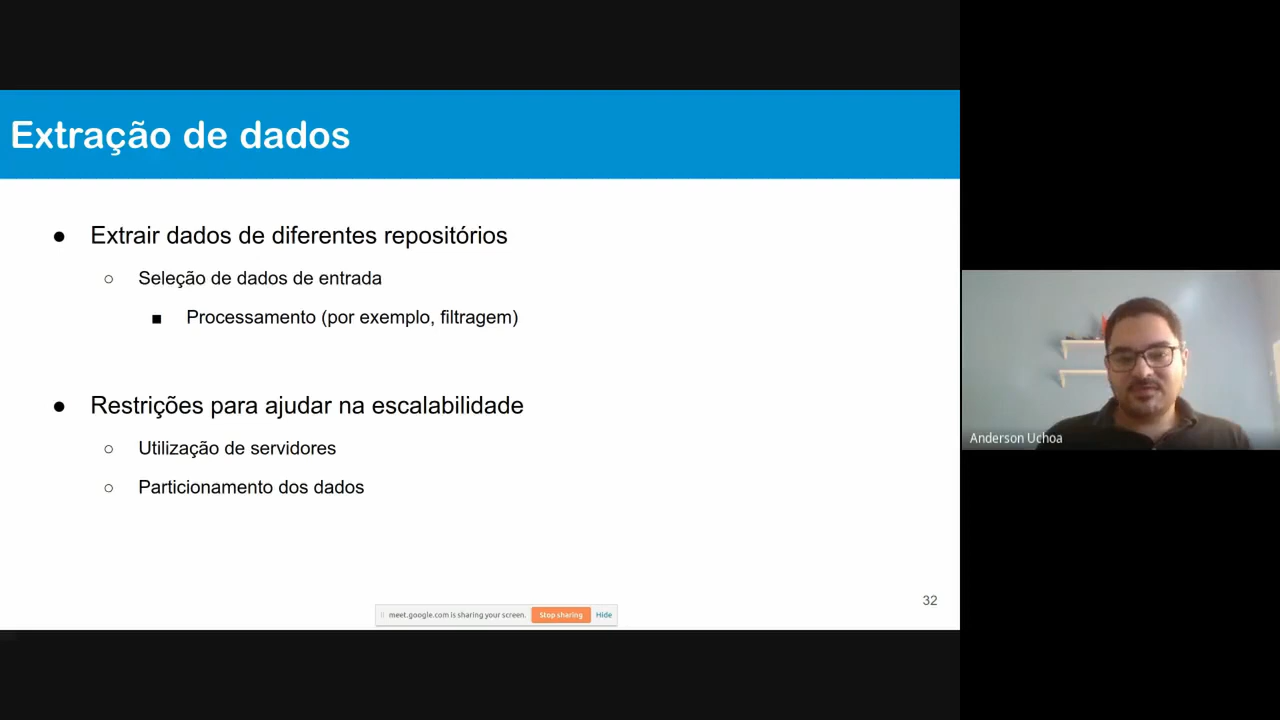 Extração de dados
● Extrair dados de diferentes repositórios
○ Seleção de dados de entrada
■ Processamento (por exemplo, filtragem)
● Restrições para ajudar na escalabilidade
○ Utilização de servidores
○ Particionamento dos dados
32
meet.google.com is sharing your screen. Stop sharing Hide
Anderson Uchoa